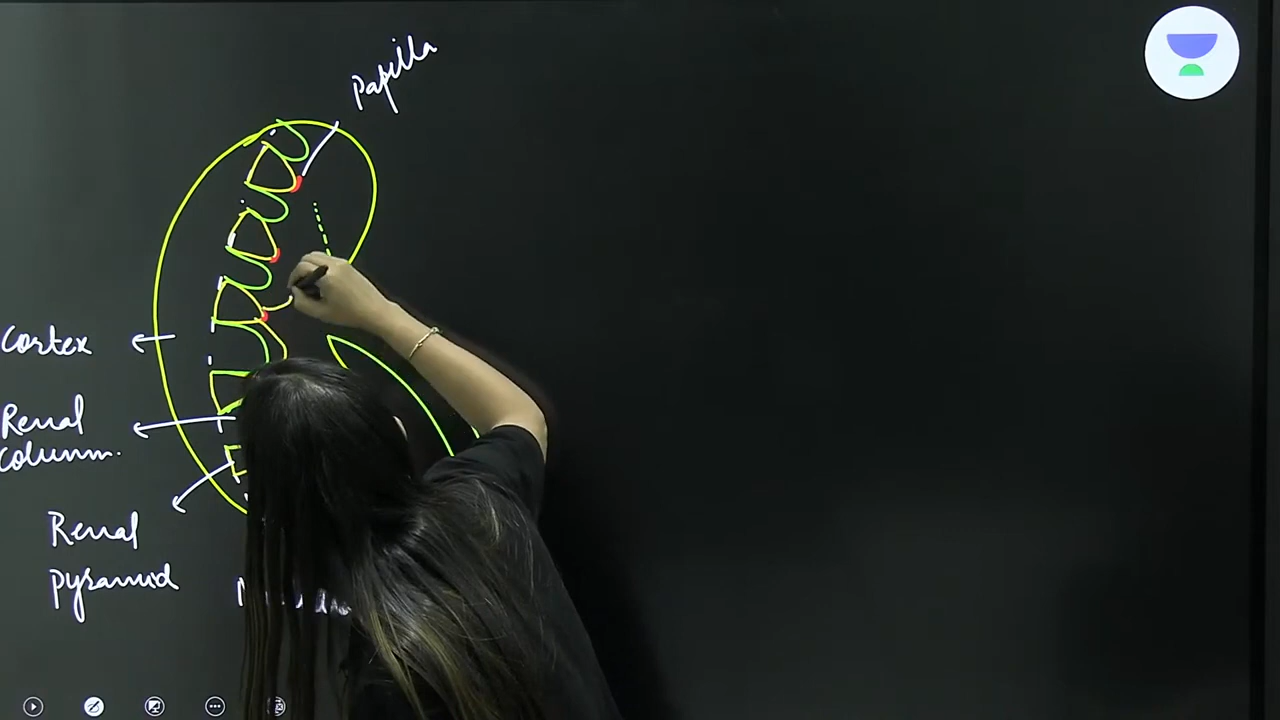 Papilla
Cortex
Renal
Column.
Renal
pyramid